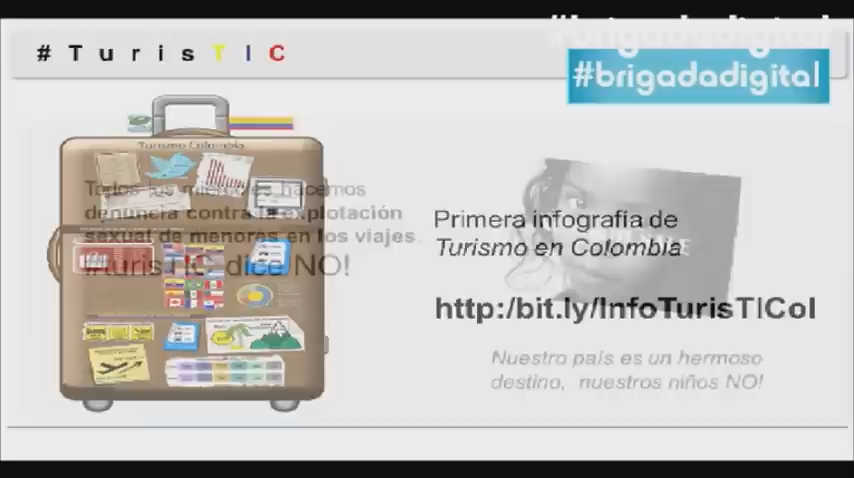 #TurisTIC
#brigadadigital
#brigadadigital
Turismo Colombia
Todos los miércoles hacemos
denuncia contra la explotación
sexual de menores en los viajes.
#turisTIC dice NO!
Primera infografía de
Turismo en Colombia
http:/bit.ly/InfoTurisTICol
Nuestro país es un hermoso
destino, nuestros niños NO!